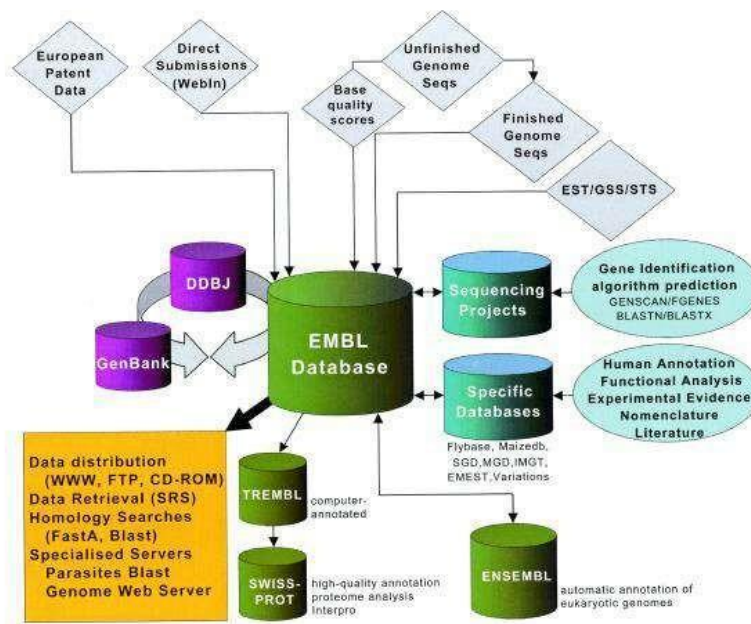 European
Patent
Data
Direct
Submissions
(WebIn)
Unfinished
Genome
Seqs
Base
quality
scores
Finished
Genome
Seqs
EST/GSS/STS
DDBJ
GenBank
EMBL
Database
Sequencing
Projects
Gene Identification
algorithm prediction
GENSCAN/FGENES
BLASTN/BLASTX
Specific
Databases
Flybase, Maizedb,
SGD,MGD,IMGT,
EMEST,Variations
Human Annotation
Functional Analysis
Experimental Evidence
Nomenclature
Literature
Data distribution
(WWW, FTP, CD-ROM)
Data Retrieval (SRS)
Homology Searches
(FastA, Blast)
Specialised Servers
Parasites Blast
Genome Web Server
TREMBL
computer-
annotated
SWISS-
PROT
high-quality annotation
proteome analysis
Interpro
ENSEMBL
automatic annotation of
eukaryotic genomes